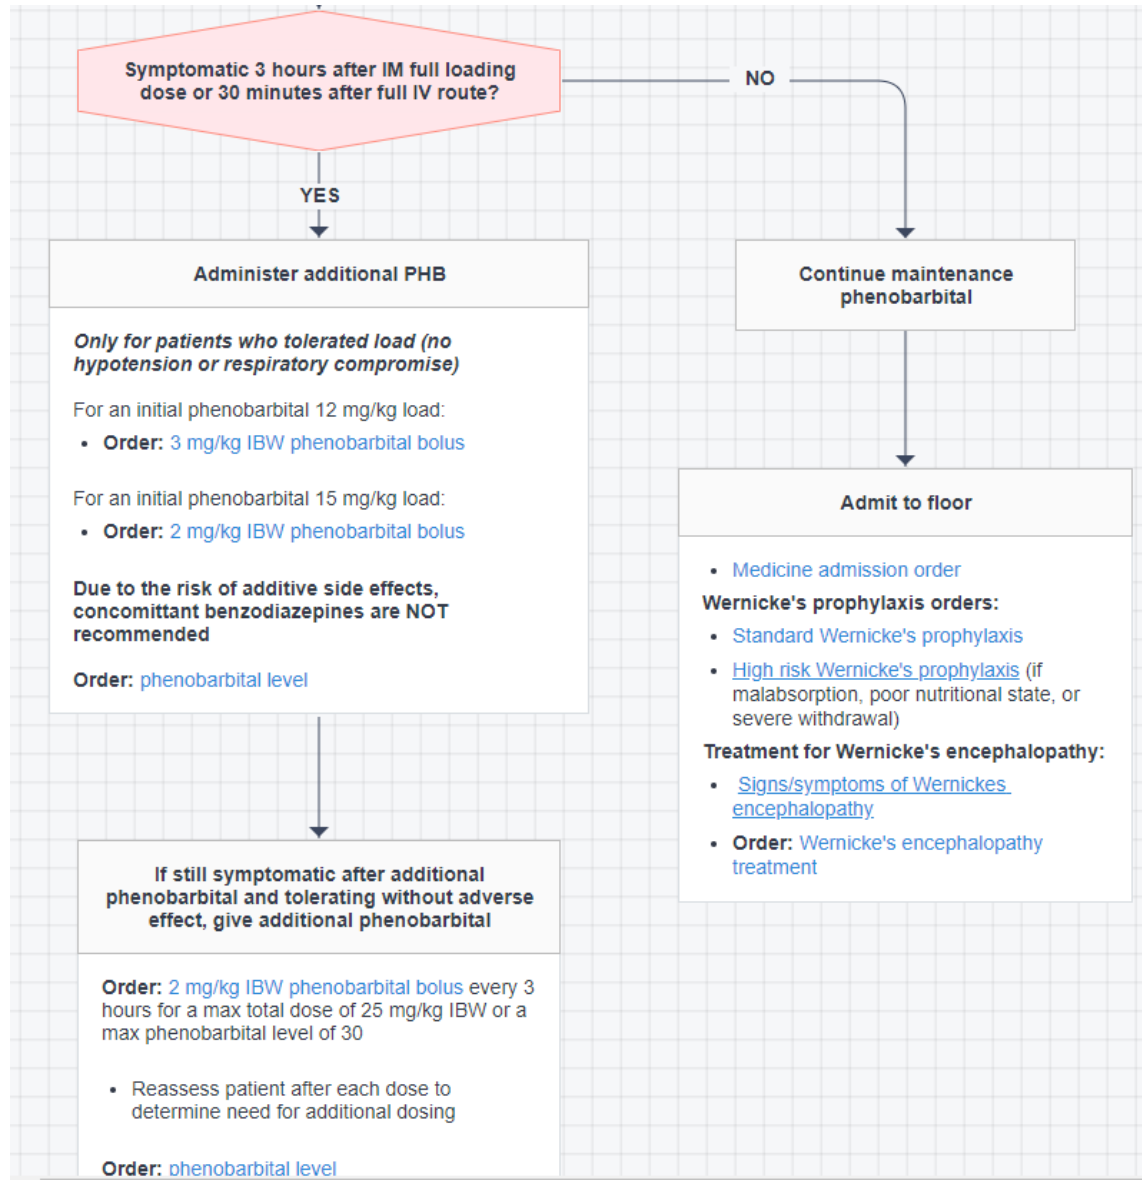 Symptomatic 3 hours after IM full loading
dose or 30 minutes after full IV route?
NO
YES
Administer additional PHB
Only for patients who tolerated load (no
hypotension or respiratory compromise)
For an initial phenobarbital 12 mg/kg load:
• Order: 3 mg/kg IBW phenobarbital bolus
For an initial phenobarbital 15 mg/kg load:
• Order: 2 mg/kg IBW phenobarbital bolus
Due to the risk of additive side effects,
concomittant benzodiazepines are NOT
recommended
Order: phenobarbital level
If still symptomatic after additional
phenobarbital and tolerating without adverse
effect, give additional phenobarbital
Order: 2 mg/kg IBW phenobarbital bolus every 3
hours for a max total dose of 25 mg/kg IBW or a
max phenobarbital level of 30
• Reassess patient after each dose to
determine need for additional dosing
Order: phenobarbital level
Continue maintenance
phenobarbital
Admit to floor
• Medicine admission order
Wernicke's prophylaxis orders:
• Standard Wernicke's prophylaxis
• High risk Wernicke's prophylaxis (if
malabsorption, poor nutritional state, or
severe withdrawal)
Treatment for Wernicke's encephalopathy:
• Signs/symptoms of Wernickes
encephalopathy
• Order: Wernicke's encephalopathy
treatment